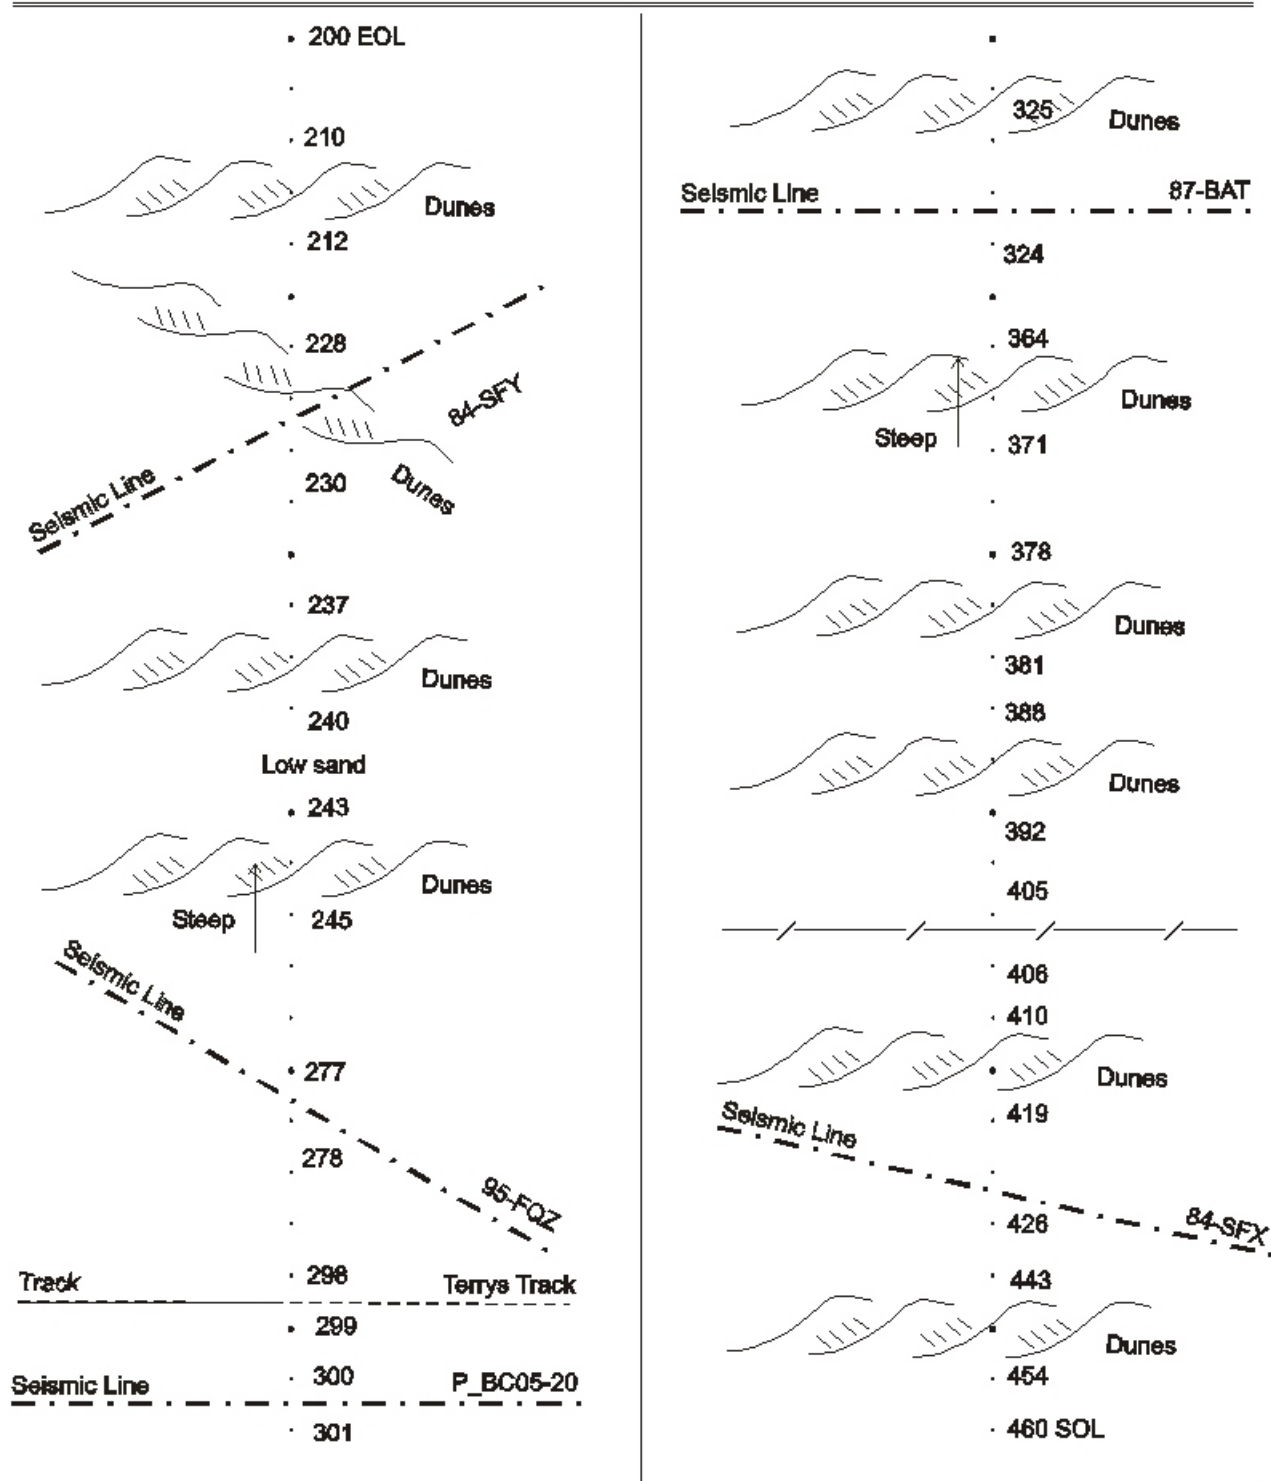 200 EOL
210
Dunes
212
228
84-SFY
Seismic Line
230
Dunes
237
Dunes
240
Low sand
243
Dunes
Steep
245
Seismic Line
277
278
95-FQZ
298
Track
Terrys Track
299
300
Seismic Line
P_BC05-20
301
325
Dunes
Seismic Line
87-BAT
324
364
Dunes
Steep
371
378
Dunes
381
388
Dunes
392
405
406
410
Dunes
419
Seismic Line
426
84-SFX
443
Dunes
454
460 SOL